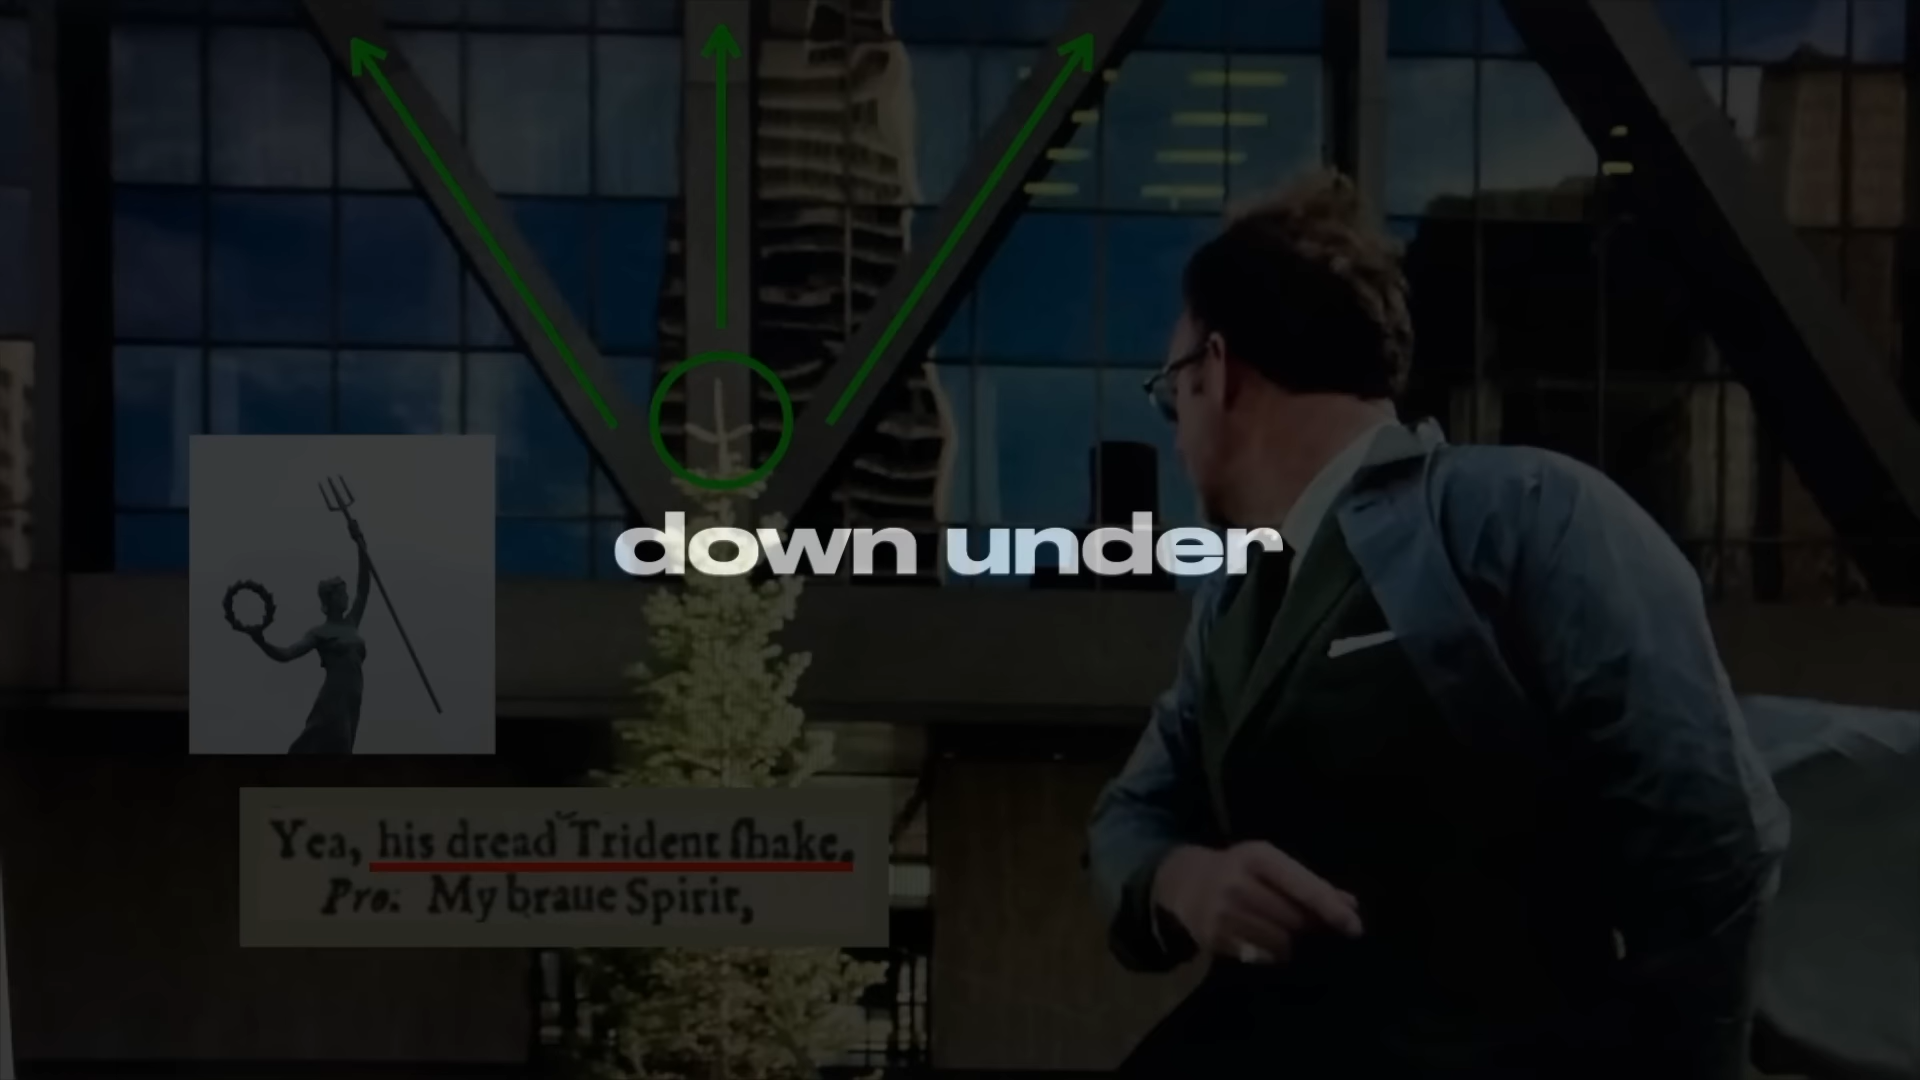 down under
Yea, his dread Trident ſhake.
Pro: My braue Spirit,